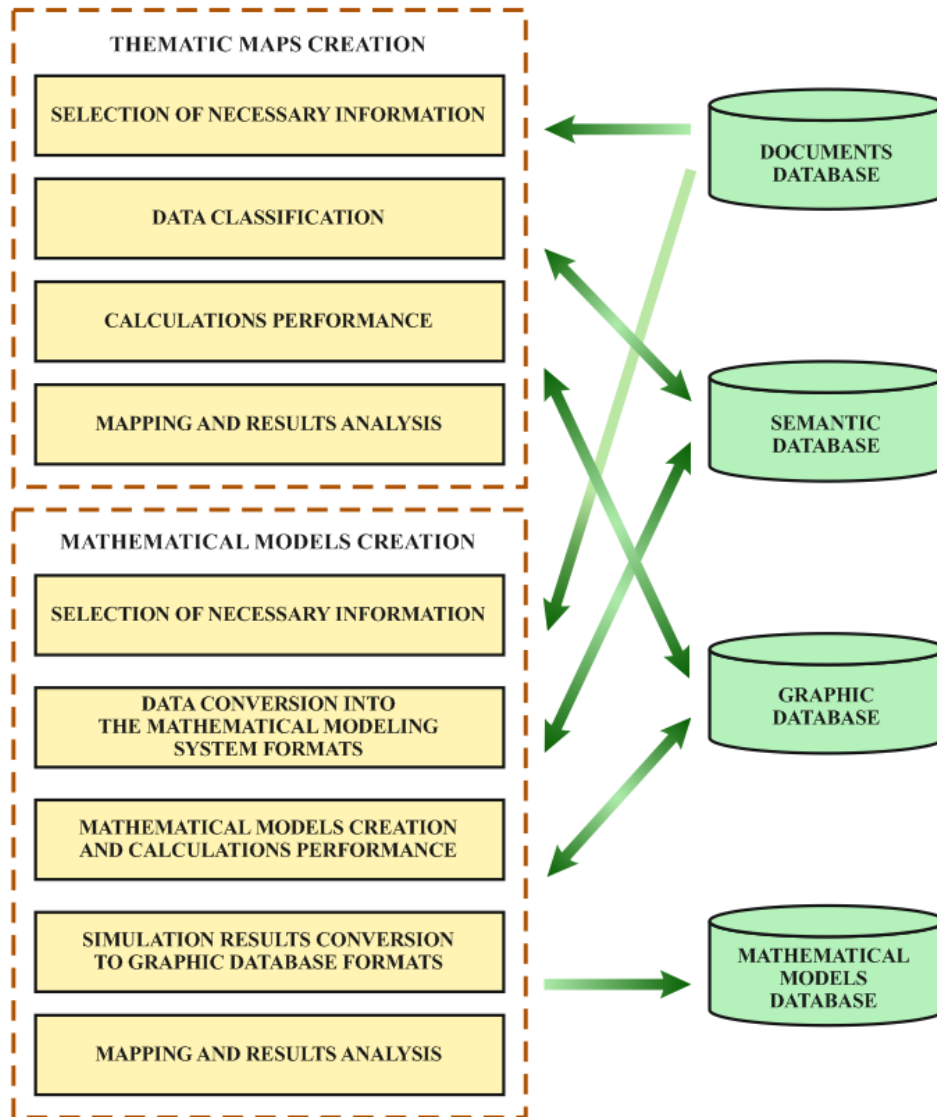 THEMATIC MAPS CREATION
SELECTION OF NECESSARY INFORMATION
DATA CLASSIFICATION
CALCULATIONS PERFORMANCE
MAPPING AND RESULTS ANALYSIS
MATHEMATICAL MODELS CREATION
SELECTION OF NECESSARY INFORMATION
DATA CONVERSION INTO
THE MATHEMATICAL MODELING
SYSTEM FORMATS
MATHEMATICAL MODELS CREATION
AND CALCULATIONS PERFORMANCE
SIMULATION RESULTS CONVERSION
TO GRAPHIC DATABASE FORMATS
MAPPING AND RESULTS ANALYSIS
DOCUMENTS
DATABASE
SEMANTIC
DATABASE
GRAPHIC
DATABASE
MATHEMATICAL
MODELS
DATABASE